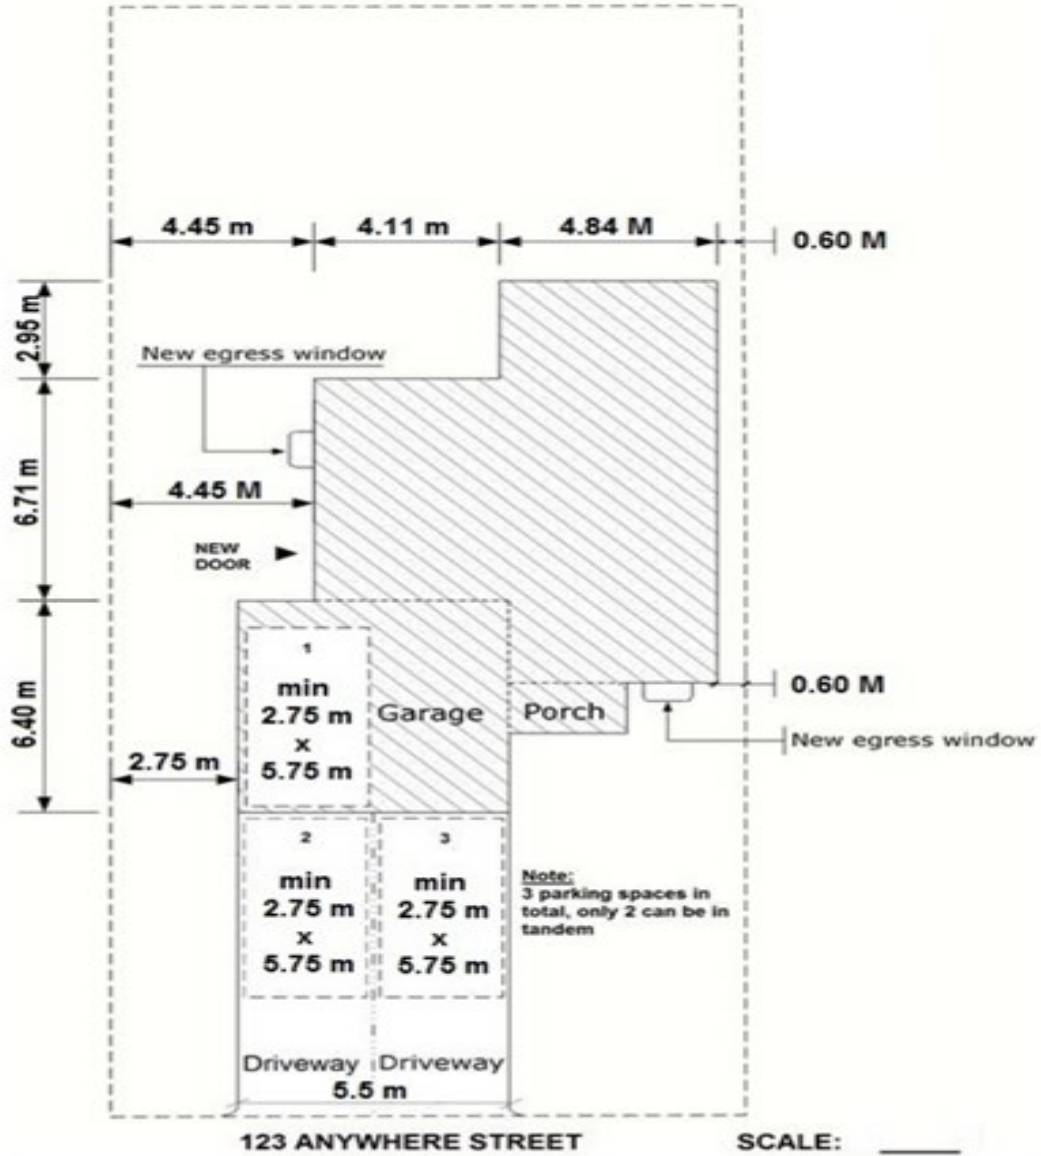 4.45 m
4.11 m
4.84 M
0.60 M
2.95 m
New egress window
6.71 m
4.45 M
NEW
DOOR
1
min
2.75 m
x
5.75 m
Garage
Porch
0.60 M
New egress window
6.40 m
2.75 m
2
min
2.75 m
x
5.75 m
3
min
2.75 m
x
5.75 m
Note:
3 parking spaces in
total, only 2 can be in
tandem
Driveway
Driveway
5.5 m
123 ANYWHERE STREET
SCALE: